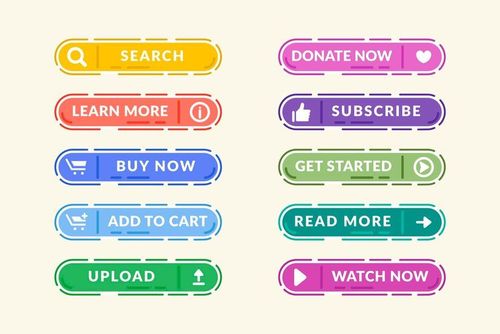 SEARCH
DONATE NOW
LEARN MORE
SUBSCRIBE
BUY NOW
GET STARTED
ADD TO CART
READ MORE
UPLOAD
WATCH NOW